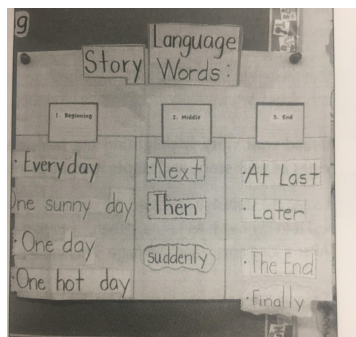 g
Language
Story Words:
1. Beginning
2. Middle
3. End
· Everyday
One sunny day
· One day
· One hot day
· Next
· Then
suddenly
· At Last
· Later
· The End
· Finally